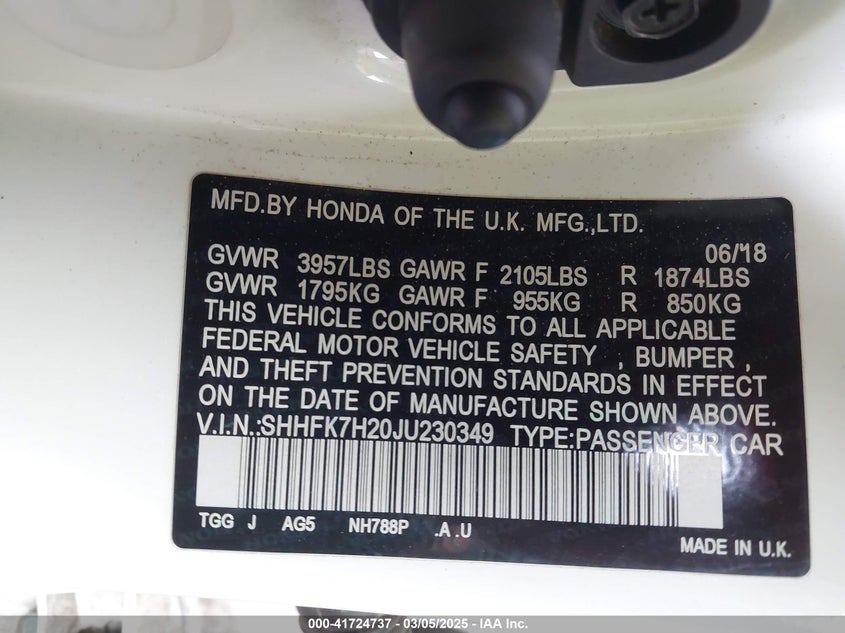 MFD.BY HONDA OF THE U.K. MFG.,LTD.
06/18
GVWR 3957LBS GAWR F 2105LBS R 1874LBS
GVWR 1795KG GAWR F 955KG R 850KG
THIS VEHICLE CONFORMS TO ALL APPLICABLE
FEDERAL MOTOR VEHICLE SAFETY , BUMPER ,
AND THEFT PREVENTION STANDARDS IN EFFECT
ON THE DATE OF MANUFACTURE SHOWN ABOVE.
V.I.N.:SHHFK7H20JU230349 TYPE:PASSENGER CAR
TGG J AG5 NH788P .A .U
MADE IN U.K.
000-41724737 - 03/05/2025 - IAA Inc.